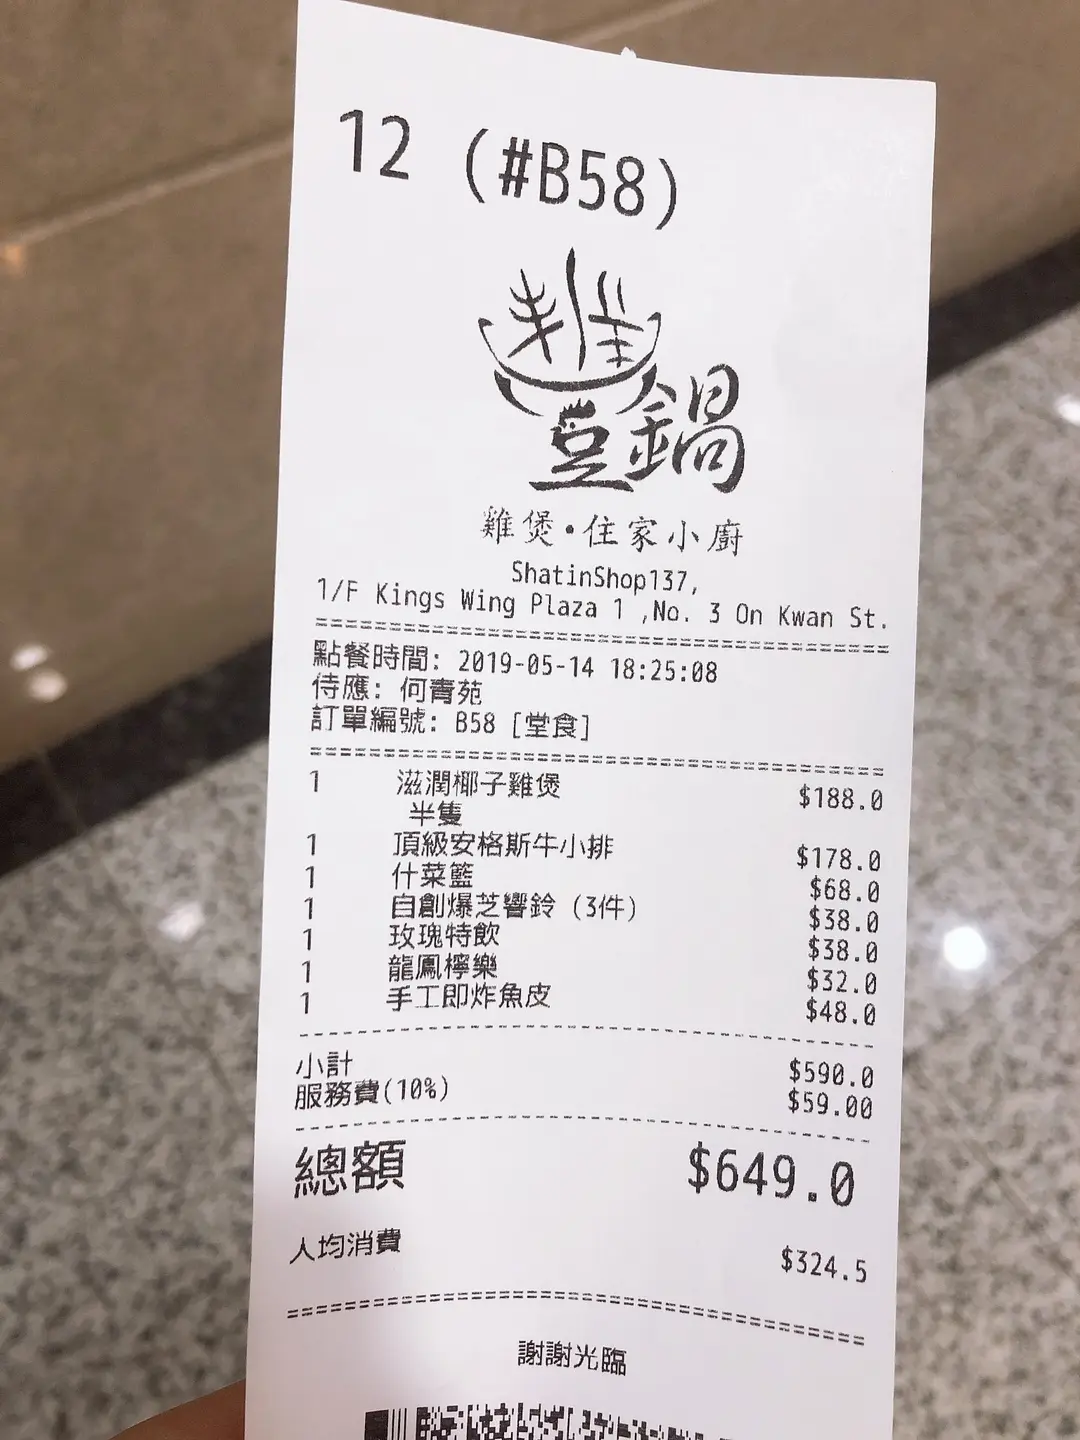 12 (#B58)
鍋
雞煲·住家小廚
ShatinShop137,
1/F Kings Wing Plaza 1 ,No. 3 On Kwan St.
點餐時間: 2019-05-14 18:25:08
侍應: 何青苑
訂單編號: B58 [堂食]
1 滋潤椰子雞煲 $188.0
半隻
1 頂級安格斯牛小排 $178.0
1 什菜籃 $68.0
1 自創爆芝響鈴 (3件) $38.0
1 玫瑰特飲 $38.0
1 龍鳳檸樂 $32.0
1 手工即炸魚皮 $48.0
小計 $590.0
服務費(10%) $59.00
總額 $649.0
人均消費 $324.5
謝謝光臨